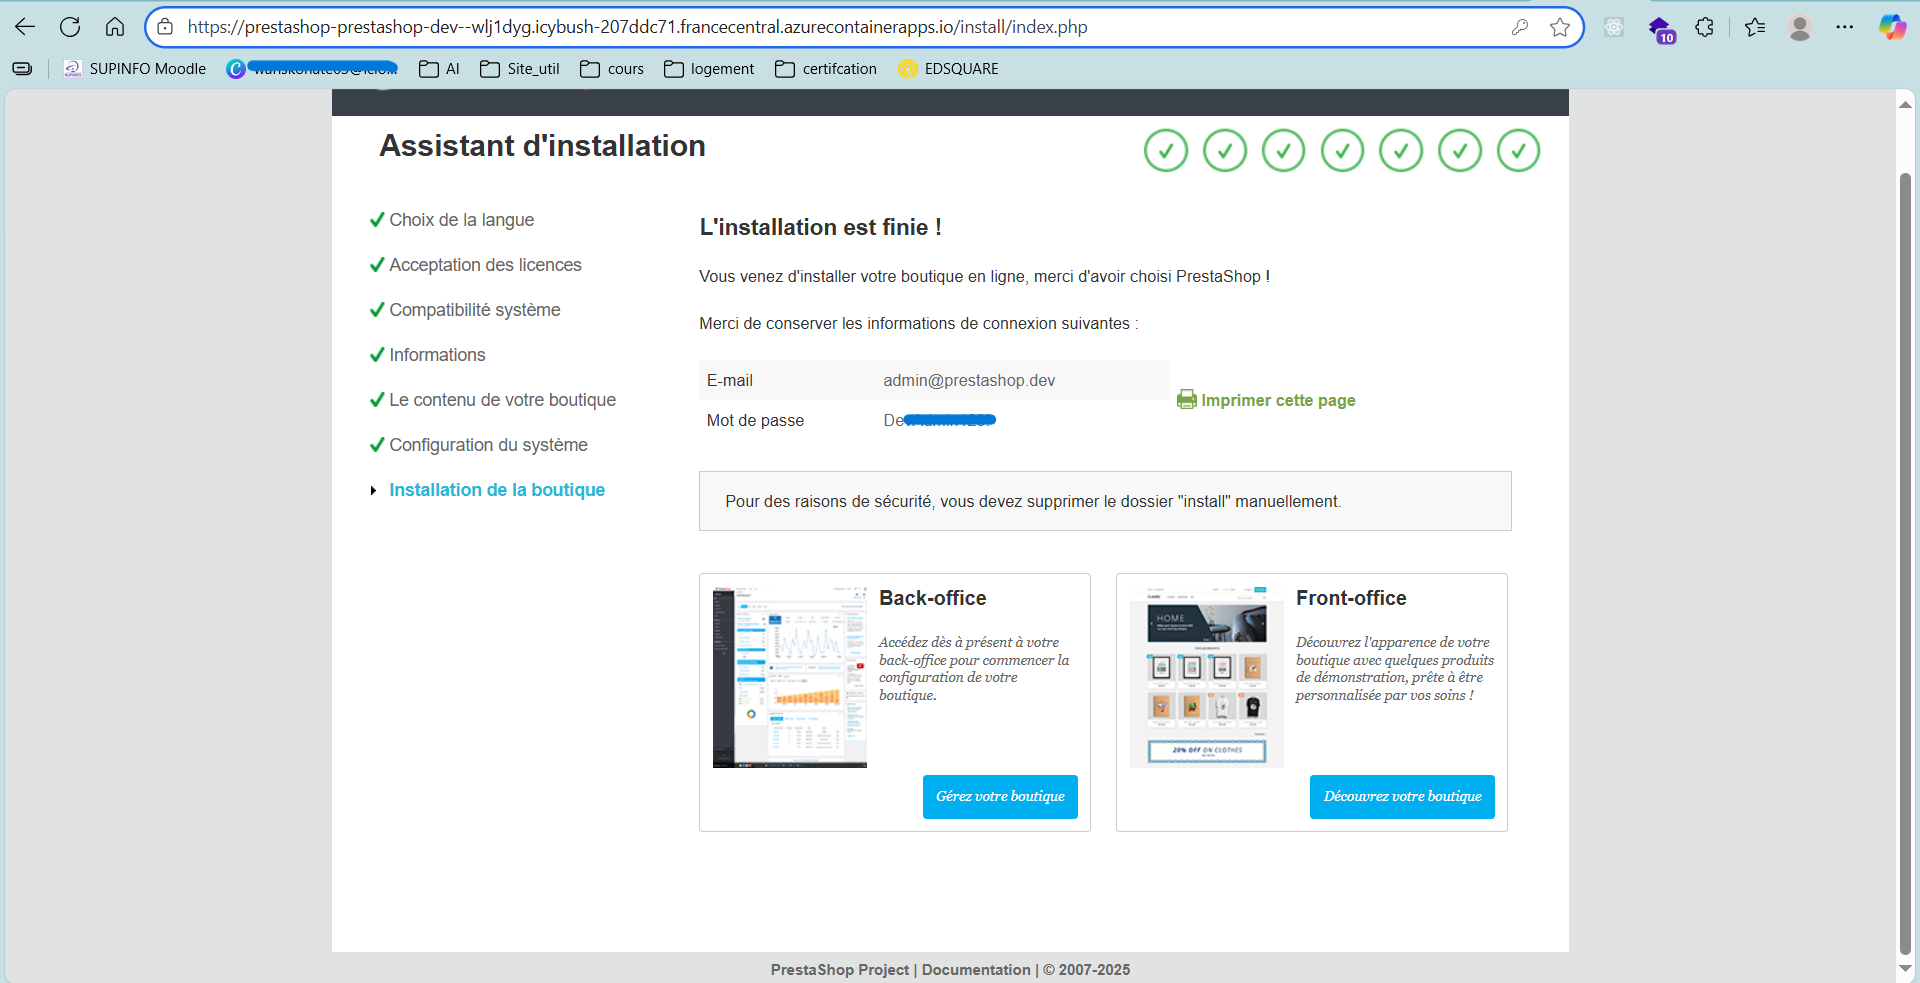 https://prestashop-prestashop-dev--wlj1dyg.icybush-207ddc71.francecentral.azurecontainerapps.io/install/index.php
10
SUPINFO Moodle
AI
Site_util
cours
logement
certifcation
EDSQUARE
Assistant d'installation
Choix de la langue
Acceptation des licences
Compatibilité système
Informations
Le contenu de votre boutique
Configuration du système
Installation de la boutique
L'installation est finie !
Vous venez d'installer votre boutique en ligne, merci d'avoir choisi PrestaShop !
Merci de conserver les informations de connexion suivantes :
E-mail admin@prestashop.dev
Mot de passe
Imprimer cette page
Pour des raisons de sécurité, vous devez supprimer le dossier "install" manuellement.
Back-office
Accédez dès à présent à votre
back-office pour commencer la
configuration de votre
boutique.
Gérez votre boutique
HOME
20% OFF ON CLOTHES
Front-office
Découvrez l'apparence de votre
boutique avec quelques produits
de démonstration, prête à être
personnalisée par vos soins !
Découvrez votre boutique
PrestaShop Project | Documentation | © 2007-2025